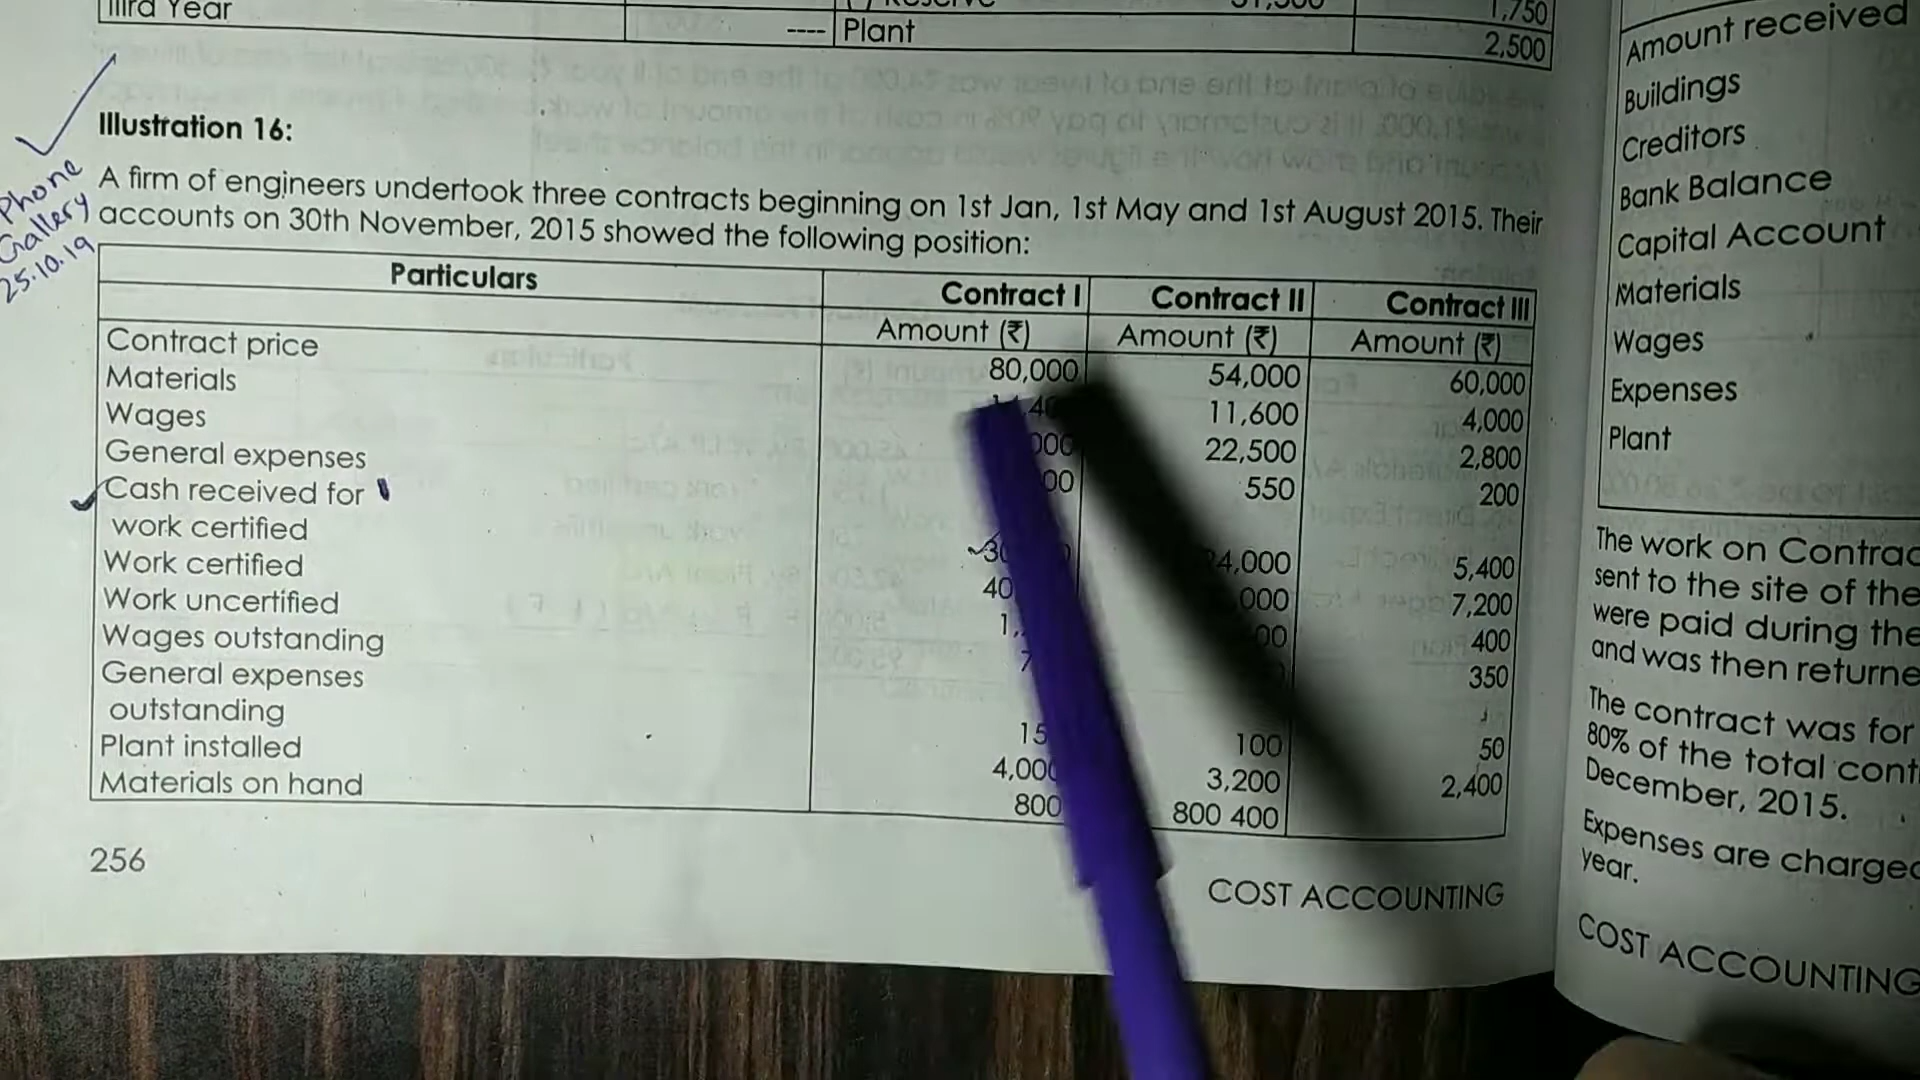 Third Year
Reserve
1,750
---- Plant
2,500
Phone
Gallery
25.10.19
Illustration 16:
A firm of engineers undertook three contracts beginning on 1st Jan, 1st May and 1st August 2015. Their
accounts on 30th November, 2015 showed the following position:
Particulars Contract I Contract II Contract III
Amount (₹) Amount (₹) Amount (₹)
Contract price 80,000 54,000 60,000
Materials 11,600 4,000
Wages 22,500 2,800
General expenses 550 200
Cash received for
work certified 5,400
Work certified 7,200
Work uncertified 400
Wages outstanding 350
General expenses
outstanding 100 50
Plant installed 3,200 2,400
Materials on hand 800 800 400
256
COST ACCOUNTING
Amount received
Buildings
Creditors
Bank Balance
Capital Account
Materials
Wages
Expenses
Plant
The work on
sent to the site of the
were paid during the
and was then
The contract was for
80% of the total
December, 2015.
Expenses are
year.
COST ACCOUNTING